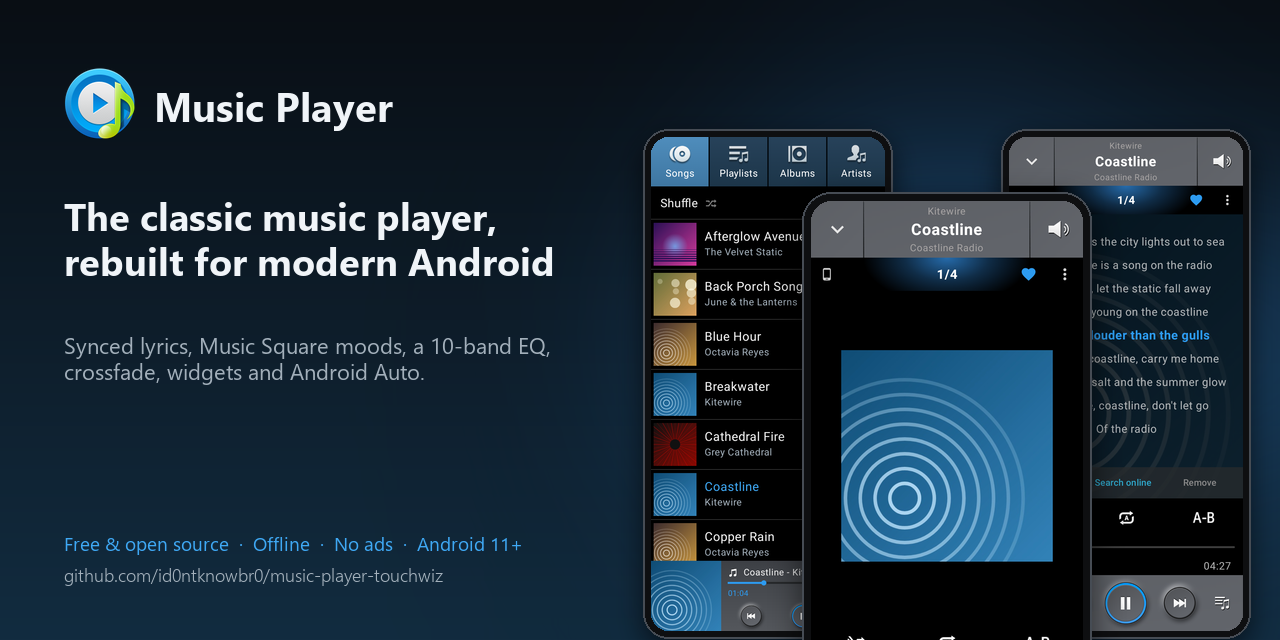 Music Player
The classic music player,
rebuilt for modern Android
Synced lyrics, Music Square moods, a 10-band EQ,
crossfade, widgets and Android Auto.
Free & open source · Offline · No ads · Android 11+
github.com/id0ntknowbr0/music-player-touchwiz
Songs
Playlists
Albums
Artists
Shuffle
Afterglow Avenue
The Velvet Static
Back Porch Song
June & the Lanterns
Blue Hour
Octavia Reyes
Breakwater
Kitewire
Cathedral Fire
Grey Cathedral
Coastline
Kitewire
Copper Rain
Octavia Reyes
Coastline - Ki
01:04
Kitewire
Coastline
Coastline Radio
1/4
Kitewire
Coastline
Coastline Radio
1/4
s the city lights out to sea
e is a song on the radio
, let the static fall away
young on the coastline
louder than the gulls
coastline, carry me home
salt and the summer glow
, coastline, don't let go
Of the radio
Search online
Remove
A-B
04:27